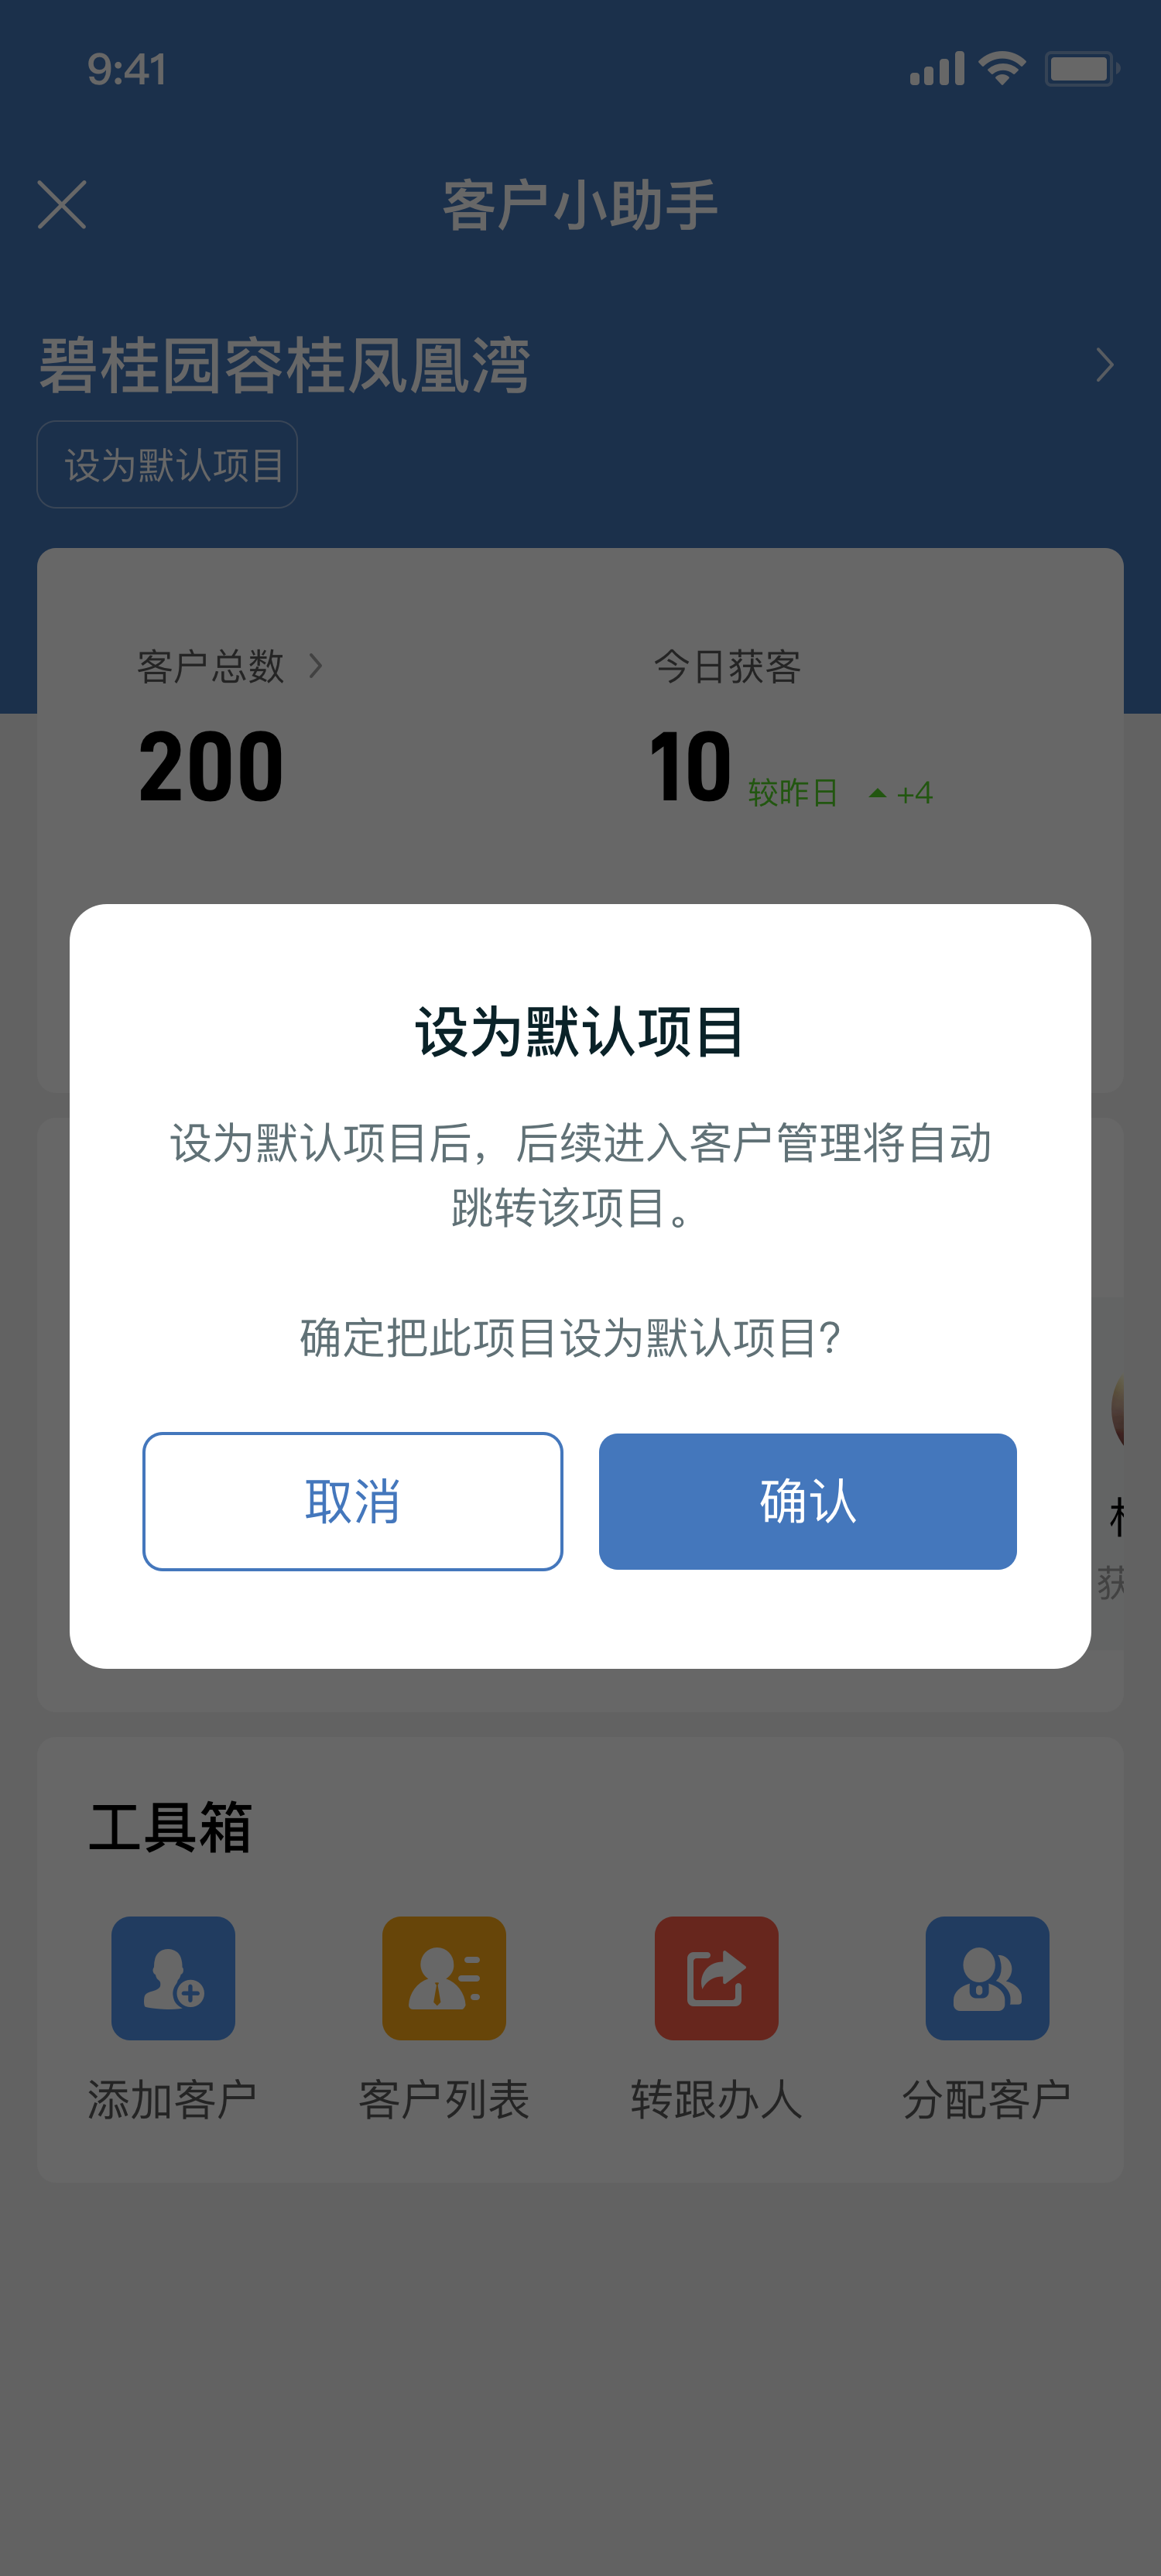 9:41
客户小助手
碧桂园容桂凤凰湾
设为默认项目
客户总数
今日获客
200
10 较昨日 +4
设为默认项目
设为默认项目后，后续进入客户管理将自动
跳转该项目。
确定把此项目设为默认项目?
取消
确认
获
工具箱
添加客户
客户列表
转跟办人
分配客户